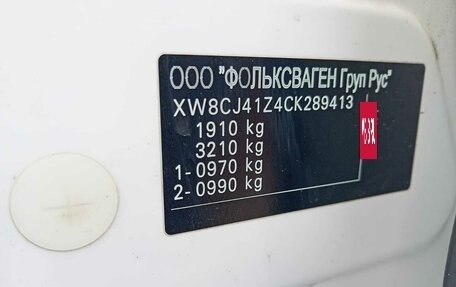 ООО "ФОЛЬКСВАГЕН Груп Рус"
XW8CJ41Z4CK289413
1910 kg
3210 kg
1- 0970 kg
2- 0990 kg